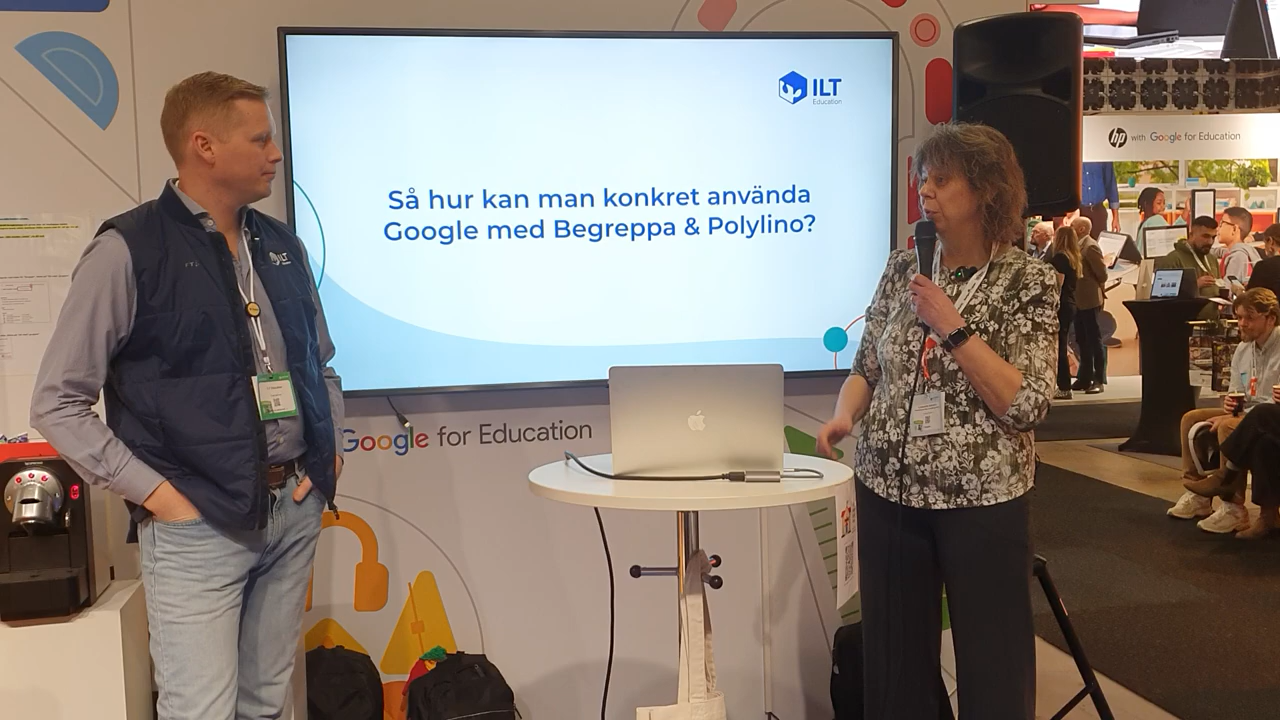 ILT
Education
Så hur kan man konkret använda
Google med Begreppa & Polylino?
hp with Google for Education
ILT
Google for Education